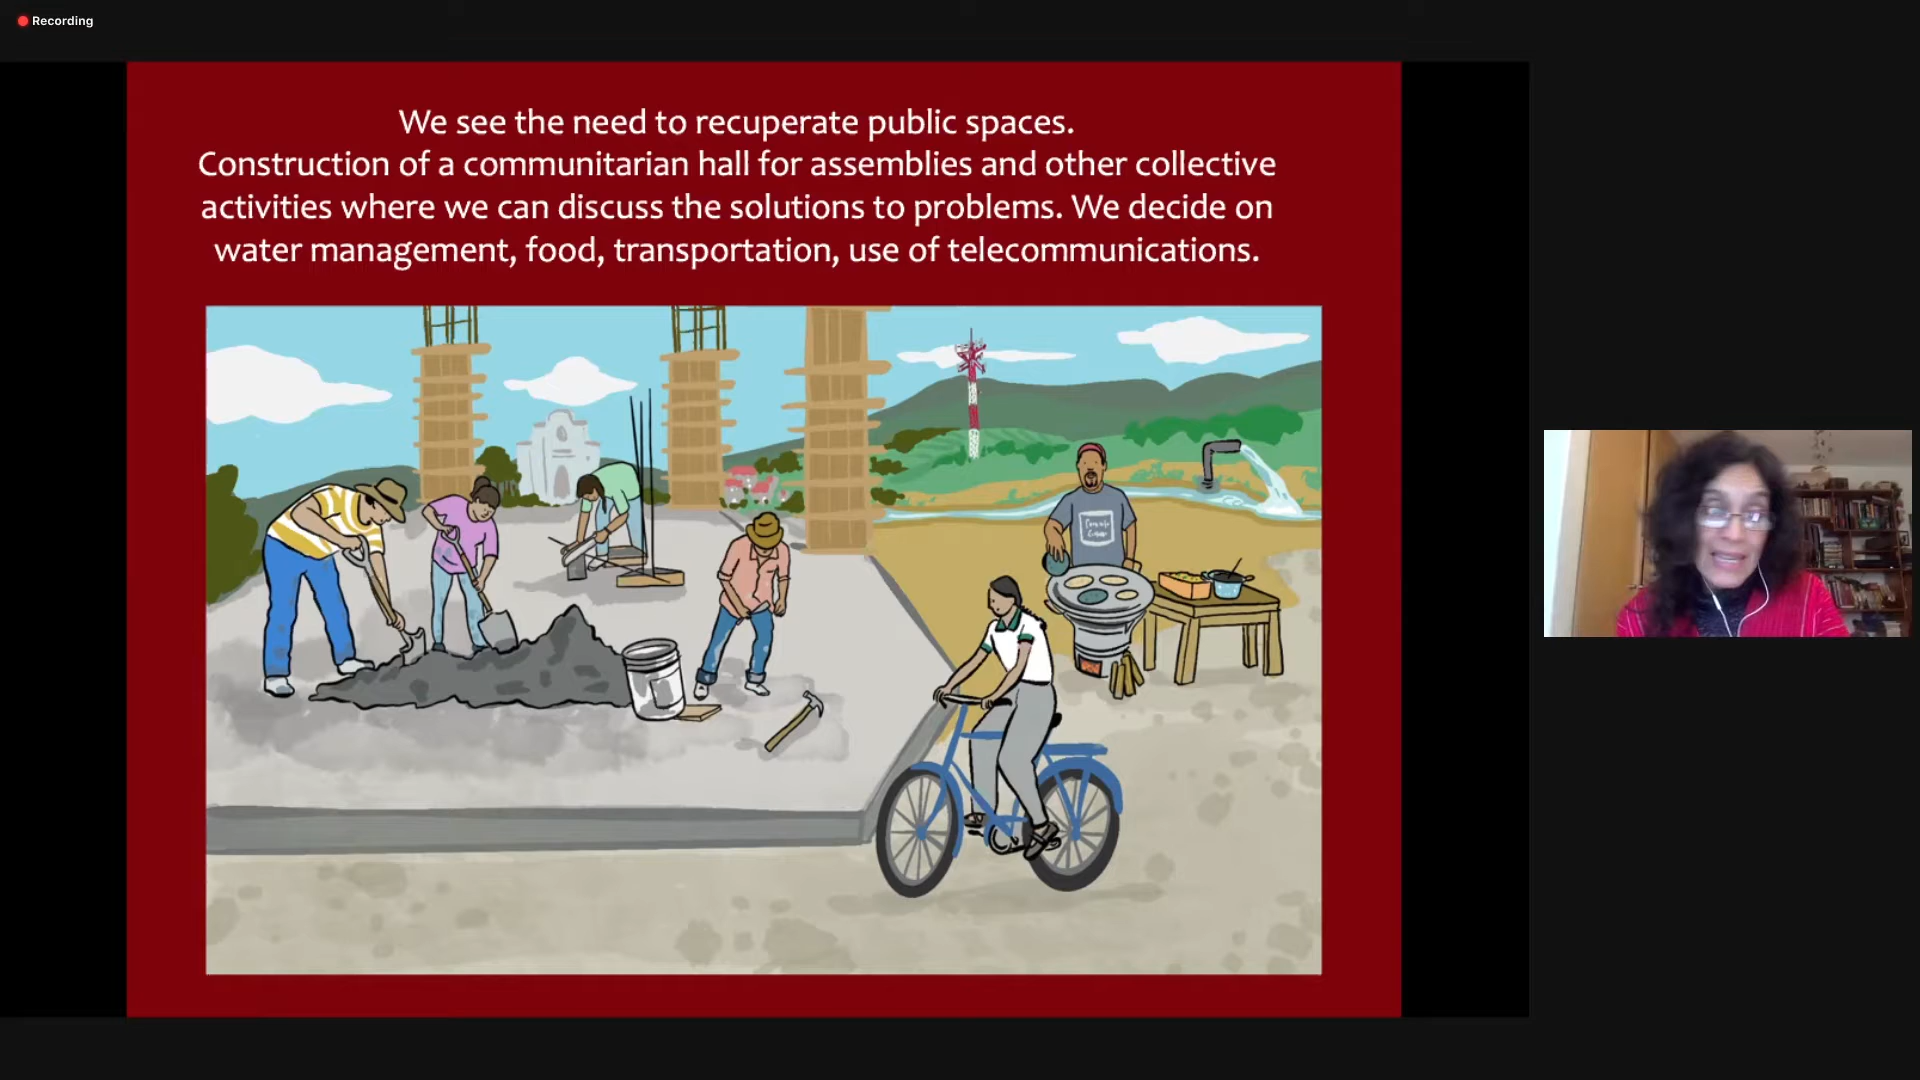 Recording
We see the need to recuperate public spaces.
Construction of a communitarian hall for assemblies and other collective
activities where we can discuss the solutions to problems. We decide on
water management, food, transportation, use of telecommunications.